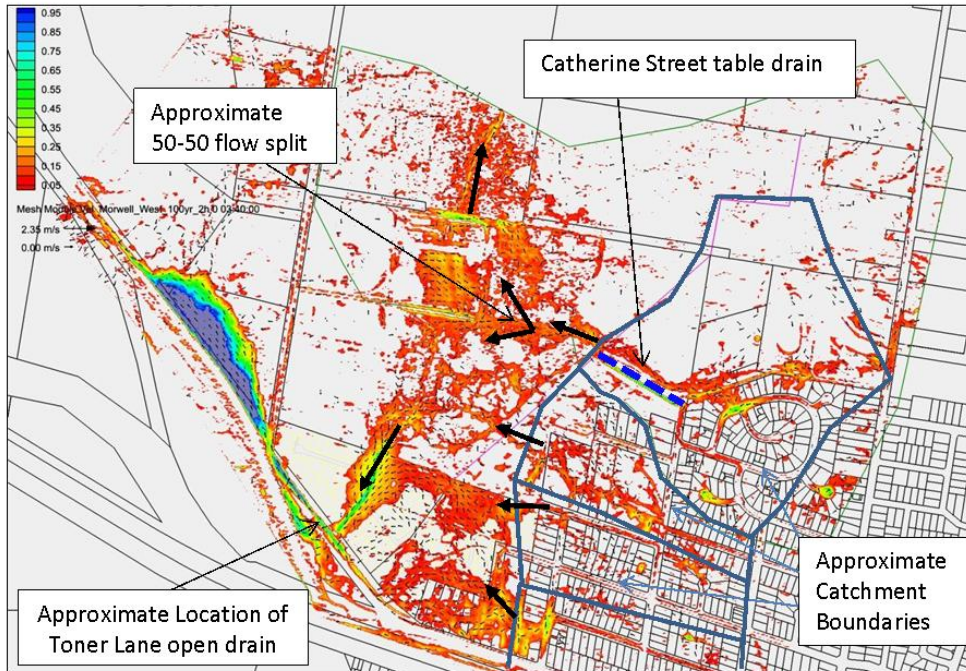 0.95
0.85
0.75
0.65
0.55
0.45
0.35
0.25
0.15
0.05
2.35 m/s
0.00 m/s
Approximate
50-50 flow split
Catherine Street table drain
Approximate Location of
Toner Lane open drain
Approximate
Catchment
Boundaries